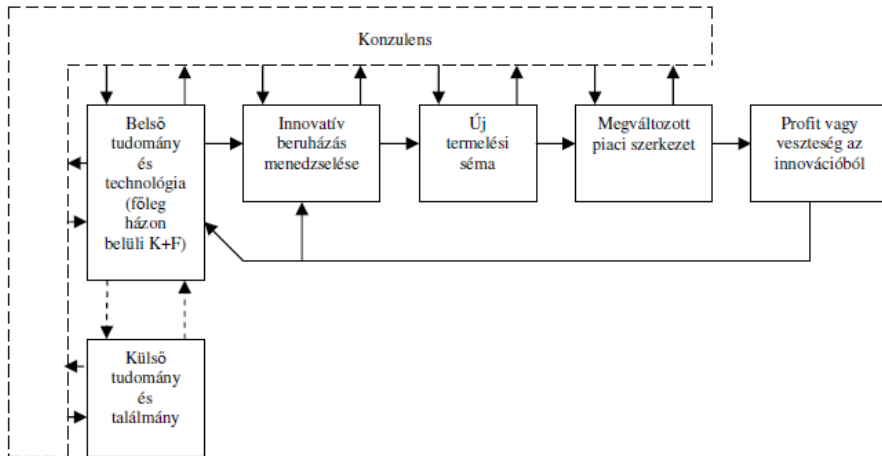 Konzulens
Belső
tudomány
és
technológia
(főleg
házon
belüli K+F)
Innovatív
beruházás
menedzselése
Új
termelési
séma
Megváltozott
piaci szerkezet
Profit vagy
veszteség az
innovációból
Külső
tudomány
és
találmány